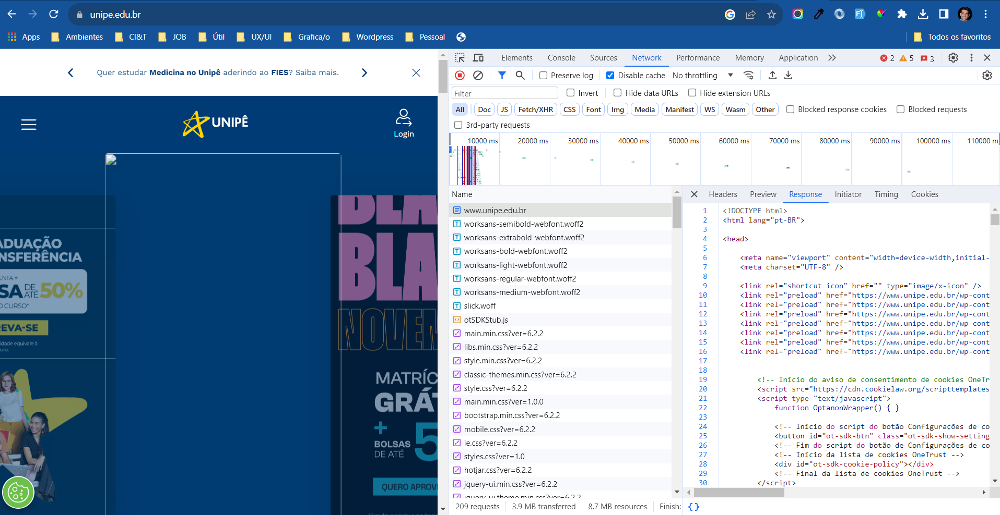 unipe.edu.br
Apps Ambientes CI&T JOB Útil UX/UI Grafica/o Wordpress Pessoal Todos os favoritos
Quer estudar Medicina no Unipê aderindo ao FIES? Saiba mais.
UNIPÊ
Login
ADUAÇÃO
NSFERÊNCIA
ENTA +
SA DE ATÉ 50%
O CURSO*
REVA-SE
idade equivale à
uro.
BLA
BLA
NOVEM
MATRÍC
GRÁT
+ 5
BOLSAS
DE ATÉ
QUERO APROVE
Elements Console Sources Network Performance Memory Application 2 5 3
Preserve log Disable cache No throttling
Filter Invert Hide data URLs Hide extension URLs
All Doc JS Fetch/XHR CSS Font Img Media Manifest WS Wasm Other Blocked response cookies Blocked requests
3rd-party requests
10000 ms 20000 ms 30000 ms 40000 ms 50000 ms 60000 ms 70000 ms 80000 ms 90000 ms 100000 ms 110000 m
Name
www.unipe.edu.br
worksans-semibold-webfont.woff2
worksans-extrabold-webfont.woff2
worksans-bold-webfont.woff2
worksans-light-webfont.woff2
worksans-regular-webfont.woff2
worksans-medium-webfont.woff2
slick.woff
otSDKStub.js
main.min.css?ver=6.2.2
libs.min.css?ver=6.2.2
style.min.css?ver=6.2.2
classic-themes.min.css?ver=6.2.2
style.css?ver=6.2.2
main.min.css?ver=1.0.0
bootstrap.min.css?ver=6.2.2
mobile.css?ver=6.2.2
ie.css?ver=6.2.2
styles.css?ver=1.0
hotjar.css?ver=6.2.2
jquery-ui.min.css?ver=6.2.2
jquery-ui.theme.min.css?ver=6.2.2
209 requests 3.9 MB transferred 8.7 MB resources Finish:
Headers Preview Response Initiator Timing Cookies
1 <!DOCTYPE html>
2 <html lang="pt-BR">
3
4 <head>
5
6 <meta name="viewport" content="width=device-width,initial-
7 <meta charset="UTF-8" />
8
9 <link rel="shortcut icon" href="" type="image/x-icon" />
10 <link rel="preload" href="https://www.unipe.edu.br/wp-cont
11 <link rel="preload" href="https://www.unipe.edu.br/wp-cont
12 <link rel="preload" href="https://www.unipe.edu.br/wp-cont
13 <link rel="preload" href="https://www.unipe.edu.br/wp-cont
14 <link rel="preload" href="https://www.unipe.edu.br/wp-cont
15 <link rel="preload" href="https://www.unipe.edu.br/wp-cont
16 <link rel="preload" href="https://www.unipe.edu.br/wp-cont
17
18
19 <!-- Início do aviso de consentimento de cookies OneTr
20 <script src="https://cdn.cookielaw.org/scripttemplates
21 <script type="text/javascript">
22 function OptanonWrapper() { }
23
24 <!-- Início do script do botão Configurações de co
25 <button id="ot-sdk-btn" class="ot-sdk-show-setting
26 <!-- Fim do script do botão de Configurações de co
27 <!-- Início da lista de cookies OneTrust -->
28 <div id="ot-sdk-cookie-policy"></div>
29 <!-- Final da lista de cookies OneTrust -->
30 </script>
{}